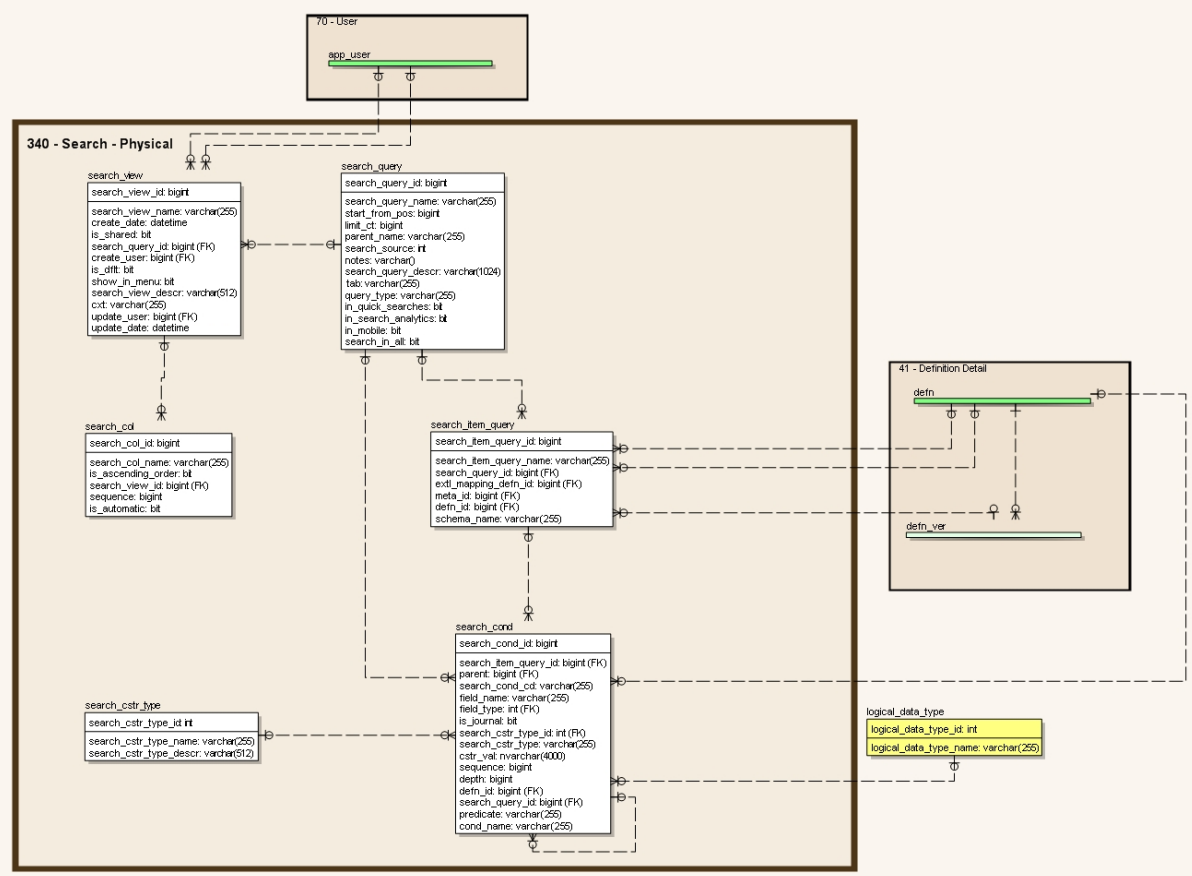 70 - User
app_user
340 - Search - Physical
search_view
search_view_id: bigint
search_view_name: varchar(255)
create_date: datetime
is_shared: bit
search_query_id: bigint (FK)
create_user: bigint (FK)
is_dflt: bit
show_in_menu: bit
search_view_descr: varchar(512)
cxt: varchar(255)
update_user: bigint (FK)
update_date: datetime
search_query
search_query_id: bigint
search_query_name: varchar(255)
start_from_pos: bigint
limit_ct: bigint
parent_name: varchar(255)
search_source: int
notes: varchar()
search_query_descr: varchar(1024)
tab: varchar(255)
query_type: varchar(255)
in_quick_searches: bit
in_search_analytics: bit
in_mobile: bit
search_in_all: bit
search_col
search_col_id: bigint
search_col_name: varchar(255)
is_ascending_order: bit
search_view_id: bigint (FK)
sequence: bigint
is_automatic: bit
search_item_query
search_item_query_id: bigint
search_item_query_name: varchar(255)
search_query_id: bigint (FK)
extl_mapping_defn_id: bigint (FK)
meta_id: bigint (FK)
defn_id: bigint (FK)
schema_name: varchar(255)
41 - Definition Detail
defn
defn_ver
search_cond
search_cond_id: bigint
search_item_query_id: bigint (FK)
parent: bigint (FK)
search_cond_cd: varchar(255)
field_name: varchar(255)
field_type: int (FK)
is_journal: bit
search_cstr_type_id: int (FK)
search_cstr_type: varchar(255)
cstr_val: nvarchar(4000)
sequence: bigint
depth: bigint
defn_id: bigint (FK)
search_query_id: bigint (FK)
predicate: varchar(255)
cond_name: varchar(255)
search_cstr_type
search_cstr_type_id: int
search_cstr_type_name: varchar(255)
search_cstr_type_descr: varchar(512)
logical_data_type
logical_data_type_id: int
logical_data_type_name: varchar(255)